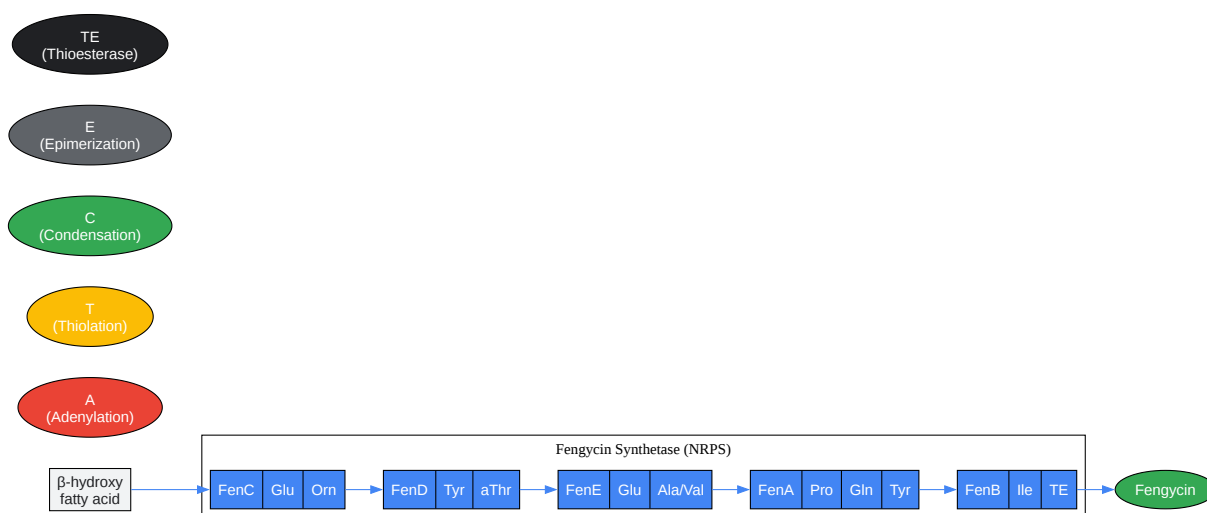 TE
(Thioesterase)
E
(Epimerization)
C
(Condensation)
T
(Thiolation)
A
(Adenylation)
Fengycin Synthetase (NRPS)
β-hydroxy
fatty acid
FenC Glu Orn
FenD Tyr aThr
FenE Glu Ala/Val
FenA Pro Gln Tyr
FenB Ile TE
Fengycin